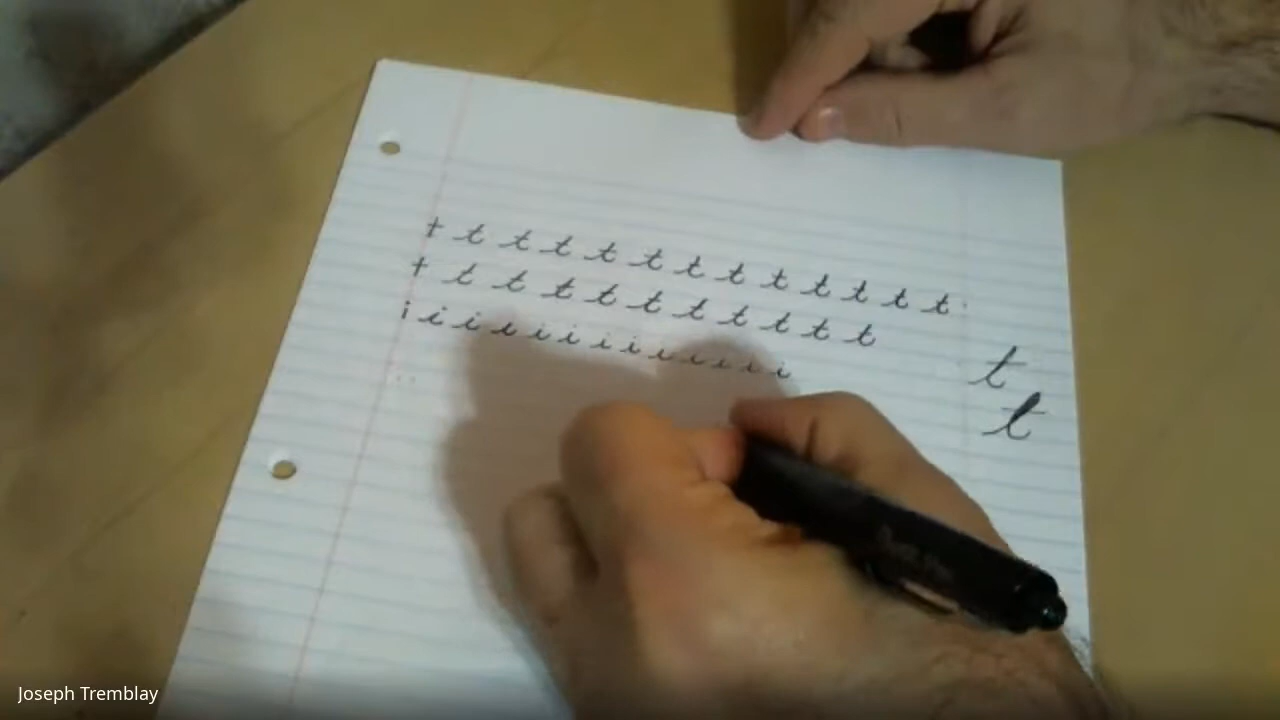 t t t t t t t t t t t t t
t t t t t t t t t t t
i i i i i i i i i i i i i
t
t
Joseph Tremblay